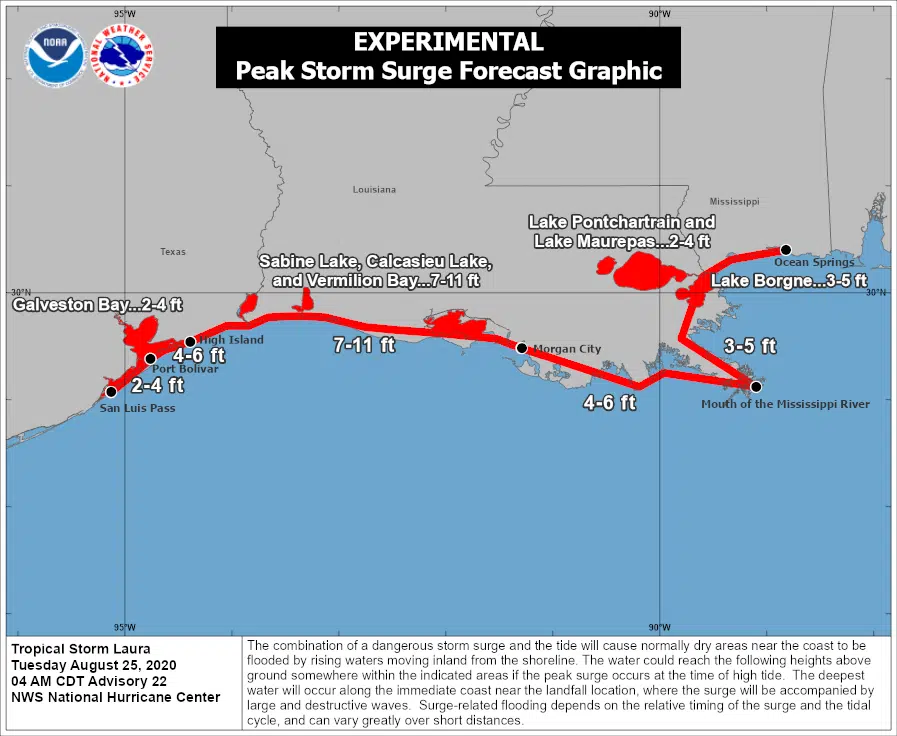 95°W
90°W
NOAA
NATIONAL WEATHER SERVICE
EXPERIMENTAL
Peak Storm Surge Forecast Graphic
Louisiana
Mississippi
Texas
Lake Pontchartrain and
Lake Maurepas...2-4 ft
Ocean Springs
Sabine Lake, Calcasieu Lake,
and Vermilion Bay...7-11 ft
Lake Borgne...3-5 ft
30°N
30°N
Galveston Bay...2-4 ft
High Island
7-11 ft
Morgan City
3-5 ft
4-6 ft
Port Bolivar
2-4 ft
San Luis Pass
4-6 ft
Mouth of the Mississippi River
95°W
90°W
Tropical Storm Laura
Tuesday August 25, 2020
04 AM CDT Advisory 22
NWS National Hurricane Center
The combination of a dangerous storm surge and the tide will cause normally dry areas near the coast to be
flooded by rising waters moving inland from the shoreline. The water could reach the following heights above
ground somewhere within the indicated areas if the peak surge occurs at the time of high tide.  The deepest
water will occur along the immediate coast near the landfall location, where the surge will be accompanied by
large and destructive waves.  Surge-related flooding depends on the relative timing of the surge and the tidal
cycle, and can vary greatly over short distances.